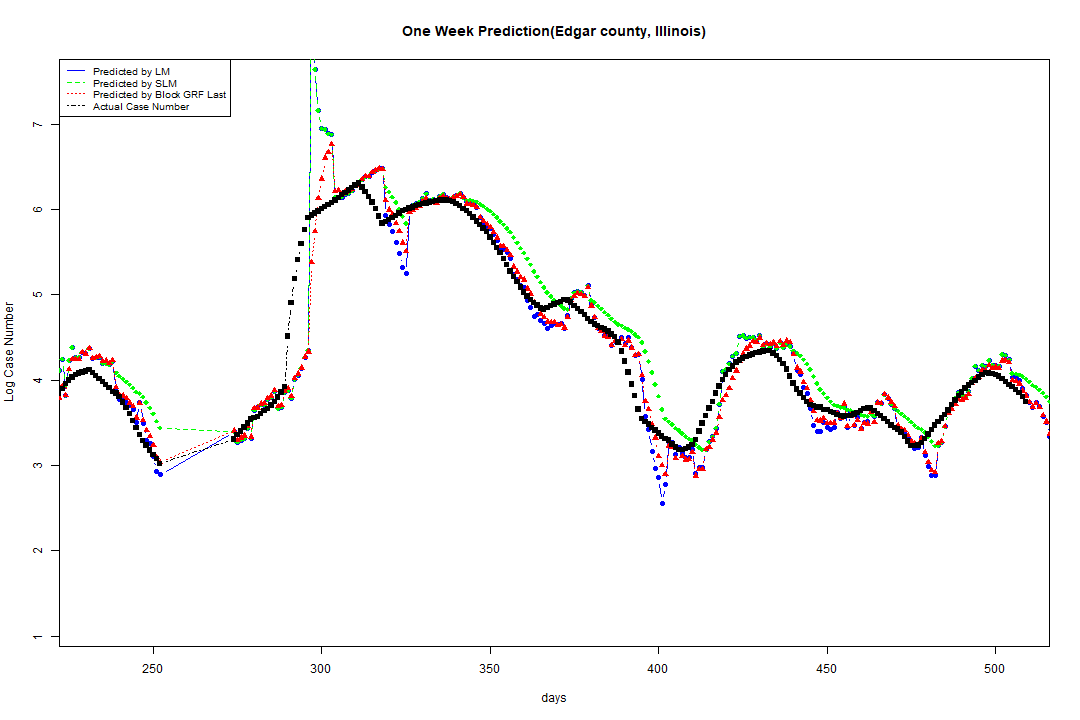 One Week Prediction(Edgar county, Illinois)
Predicted by LM
Predicted by SLM
Predicted by Block GRF Last
Actual Case Number
7
6
5
4
3
2
1
Log Case Number
250 300 350 400 450 500
days